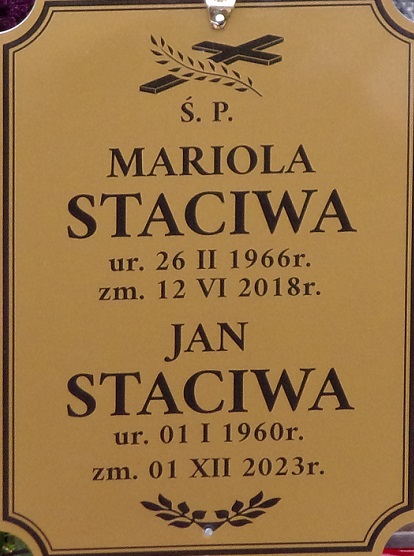 Ś. P.
MARIOLA
STACIWA
ur. 26 II 1966r.
zm. 12 VI 2018r.
JAN
STACIWA
ur. 01 I 1960r.
zm. 01 XII 2023r.